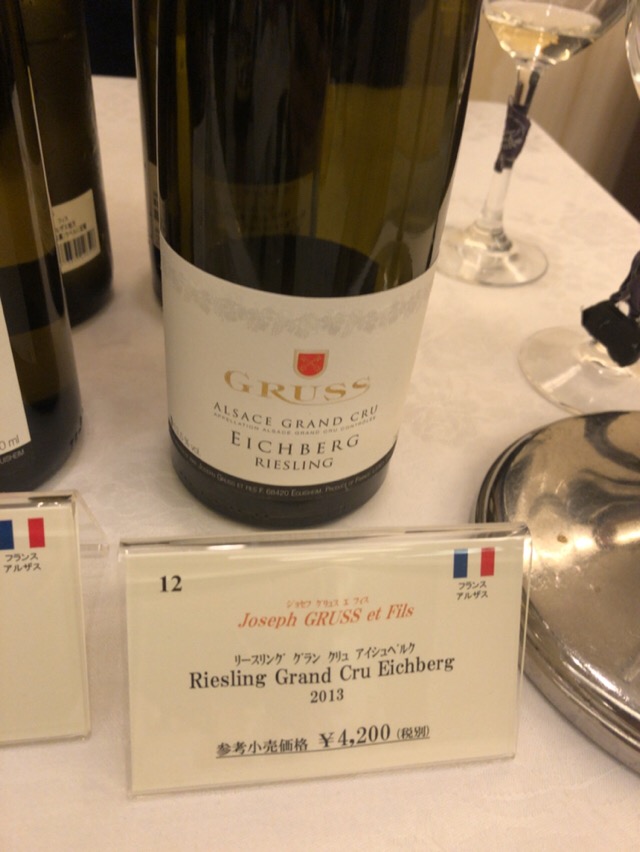 GRUSS
ALSACE GRAND CRU
APPELLATION ALSACE GRAND CRU CONTRÔLÉE
EICHBERG
RIESLING
フランス
アルザス
12
フランス
アルザス
ジョセフ グリュス エ フィス
Joseph GRUSS et Fils
リースリング グラン クリュ アイシュベルク
Riesling Grand Cru Eichberg
2013
参考小売価格 ￥4,200 (税別)